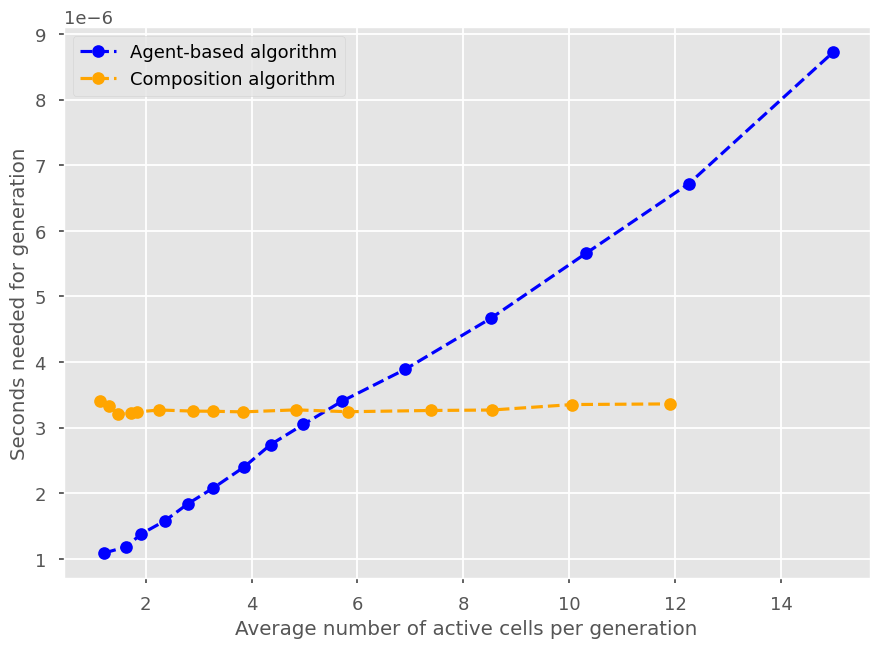 1e−6
9
8
7
6
5
4
3
2
1
Seconds needed for generation
Agent-based algorithm
Composition algorithm
2 4 6 8 10 12 14
Average number of active cells per generation